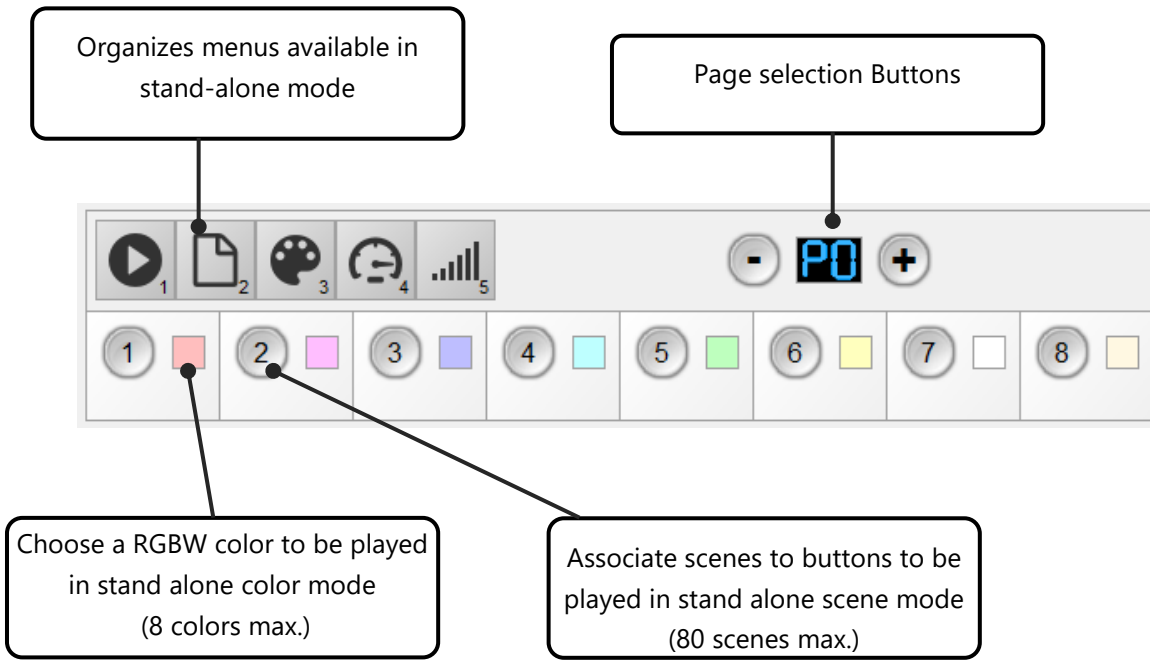 Organizes menus available in
stand-alone mode
Page selection Buttons
1 2 3 4 5
- P0 +
1 2 3 4 5 6 7 8
Choose a RGBW color to be played
in stand alone color mode
(8 colors max.)
Associate scenes to buttons to be
played in stand alone scene mode
(80 scenes max.)